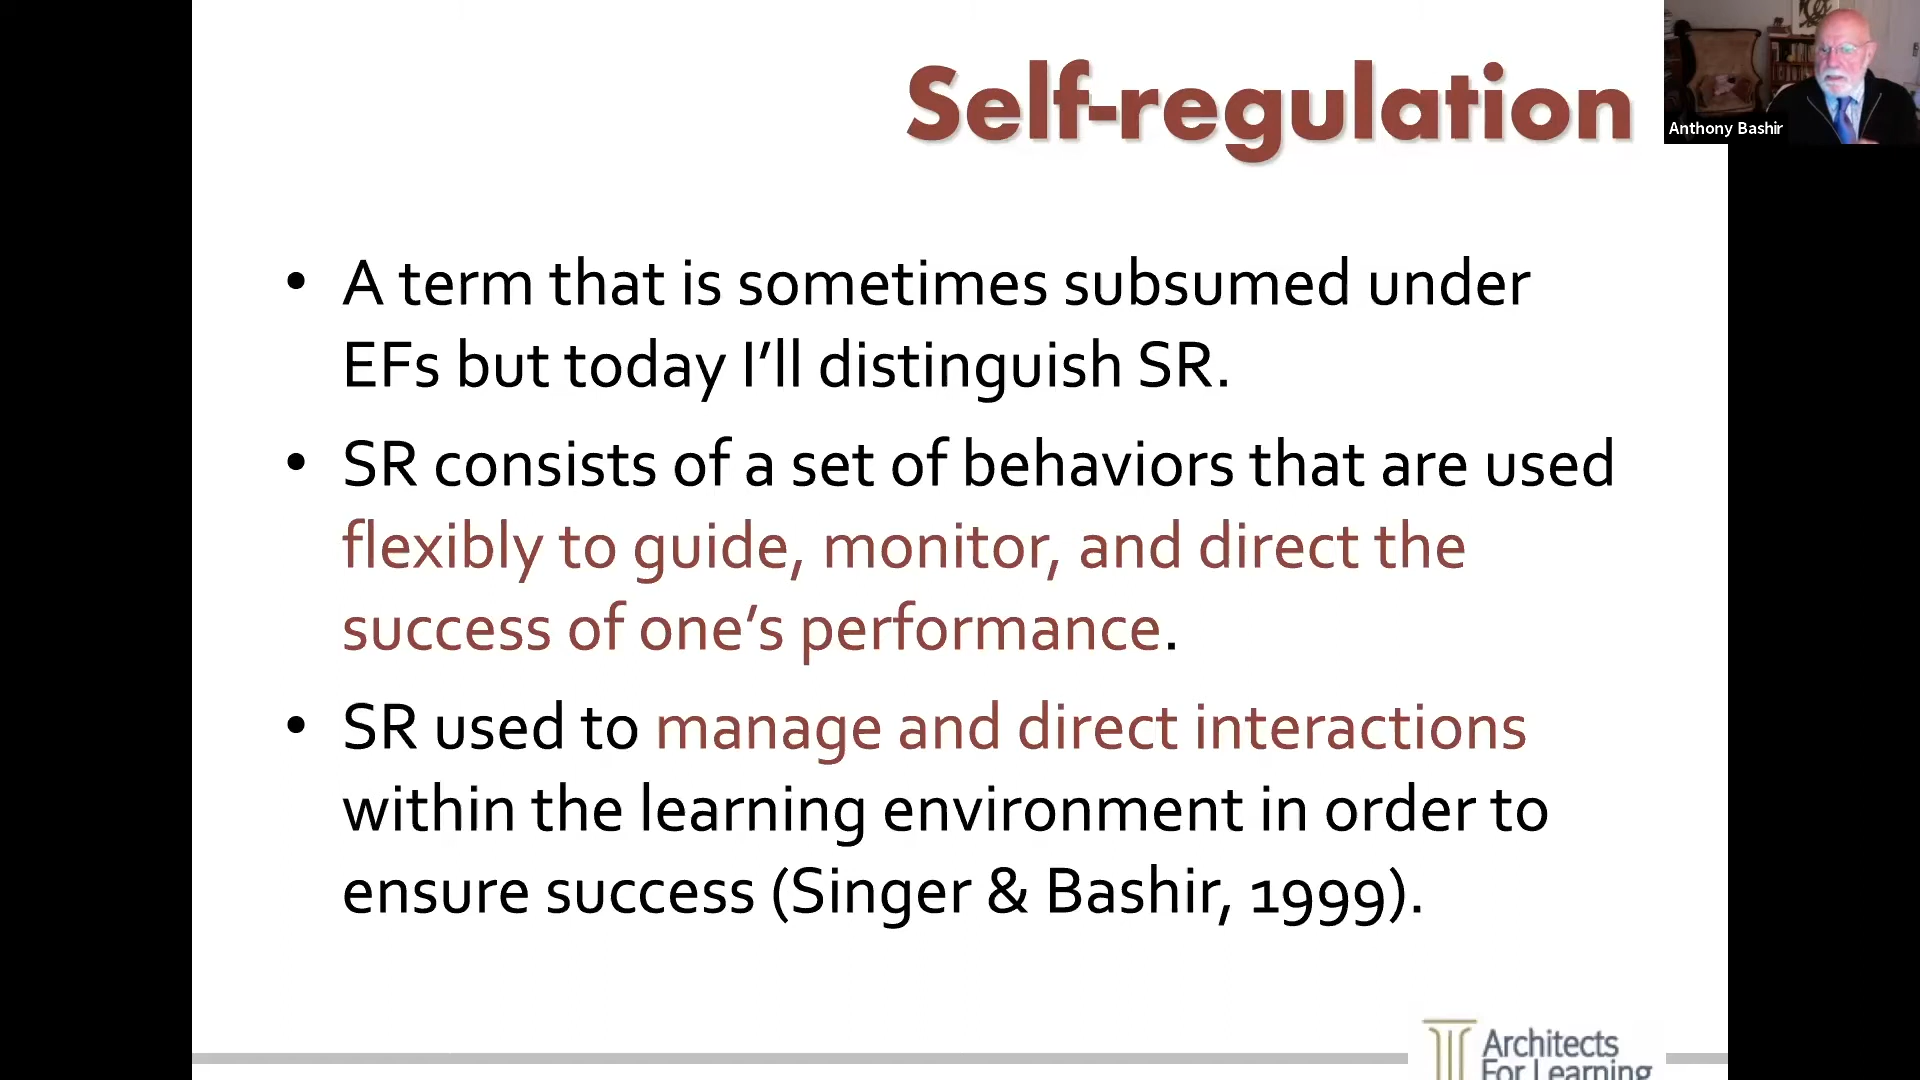 Self-regulation
Anthony Bashir
• A term that is sometimes subsumed under
EFs but today I’ll distinguish SR.
• SR consists of a set of behaviors that are used
flexibly to guide, monitor, and direct the
success of one’s performance.
• SR used to manage and direct interactions
within the learning environment in order to
ensure success (Singer & Bashir, 1999).
Architects
For Learning